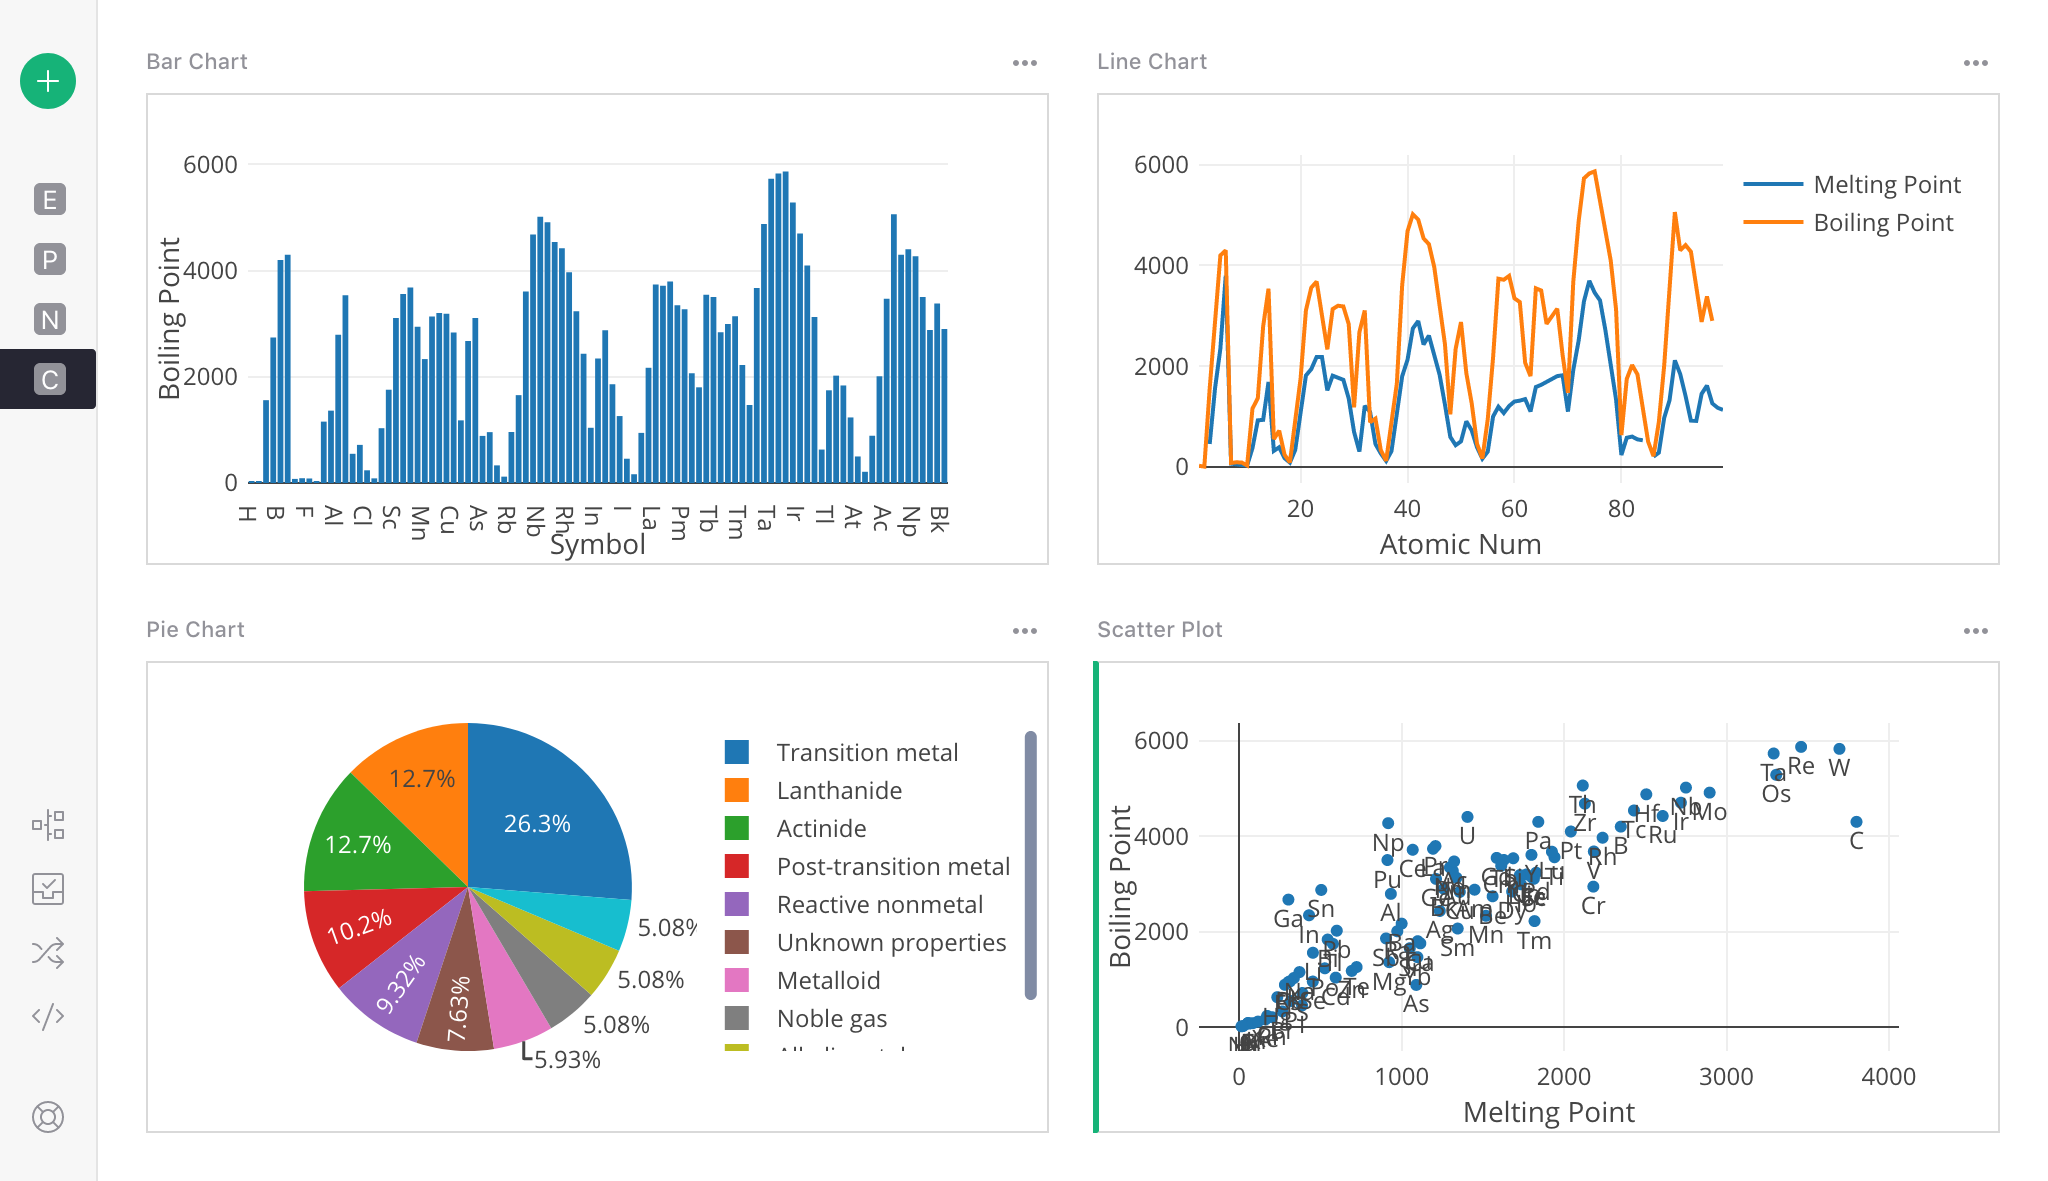 E
P
N
C
Bar Chart
6000
4000
2000
0
Boiling Point
H B F Al Cl Sc Mn Cu As Rb Nb Rh In I La Pm Tb Tm Ta Ir Tl At Ac Np Bk
Symbol
Line Chart
6000
4000
2000
0
20 40 60 80
Atomic Num
Melting Point
Boiling Point
Pie Chart
26.3%
12.7%
12.7%
10.2%
9.32%
7.63%
5.93%
5.08%
5.08%
5.08%
Transition metal
Lanthanide
Actinide
Post-transition metal
Reactive nonmetal
Unknown properties
Metalloid
Noble gas
Scatter Plot
6000
4000
2000
0
Boiling Point
Ta Re W
Os
Th Hf Nb Mo
Zr Tc Ru Ir
Np U Pa Pt Rh B C
Ce La Pr
Pu V
Al Cr
Ga Sn
In Ag Sm Mn Dy Tm
Pb Mg Yb
As
0 1000 2000 3000 4000
Melting Point